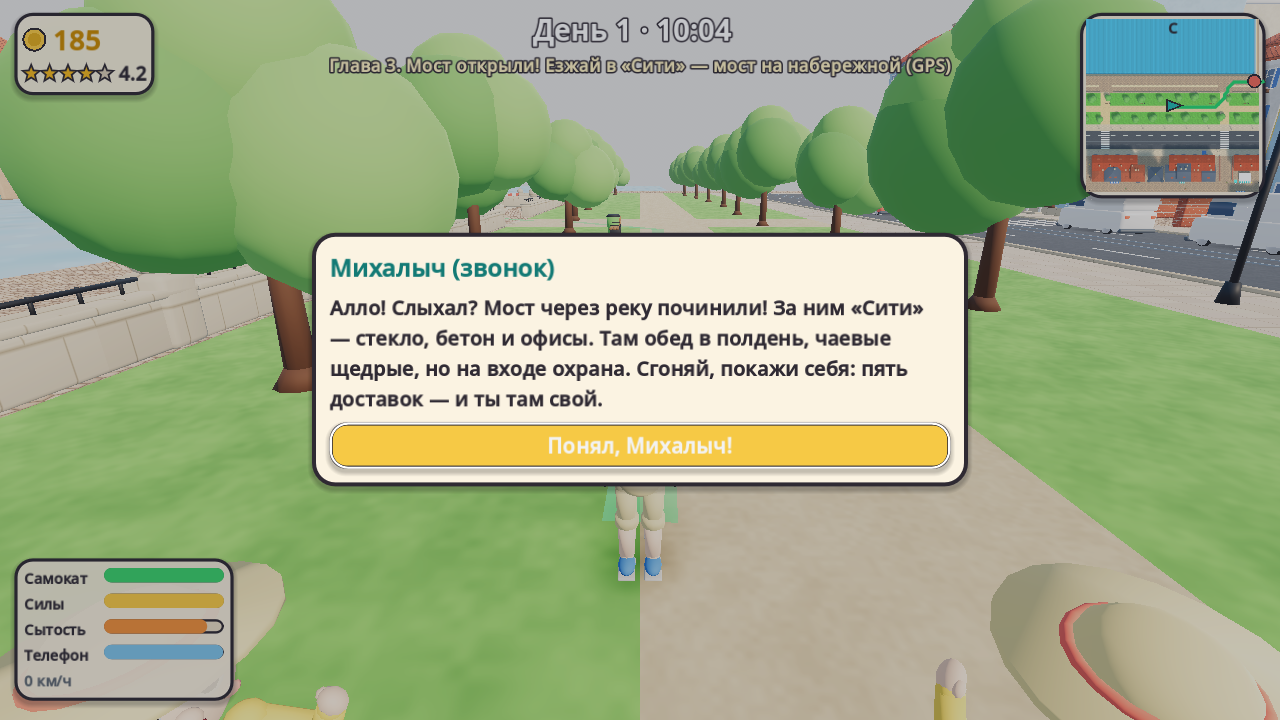 185
4.2
День 1 · 10:04
Глава 3. Мост открыли! Езжай в «Сити» — мост на набережной (GPS)
С
Михалыч (звонок)
Алло! Слыхал? Мост через реку починили! За ним «Сити»
— стекло, бетон и офисы. Там обед в полдень, чаевые
щедрые, но на входе охрана. Сгоняй, покажи себя: пять
доставок — и ты там свой.
Понял, Михалыч!
Самокат
Силы
Сытость
Телефон
0 км/ч